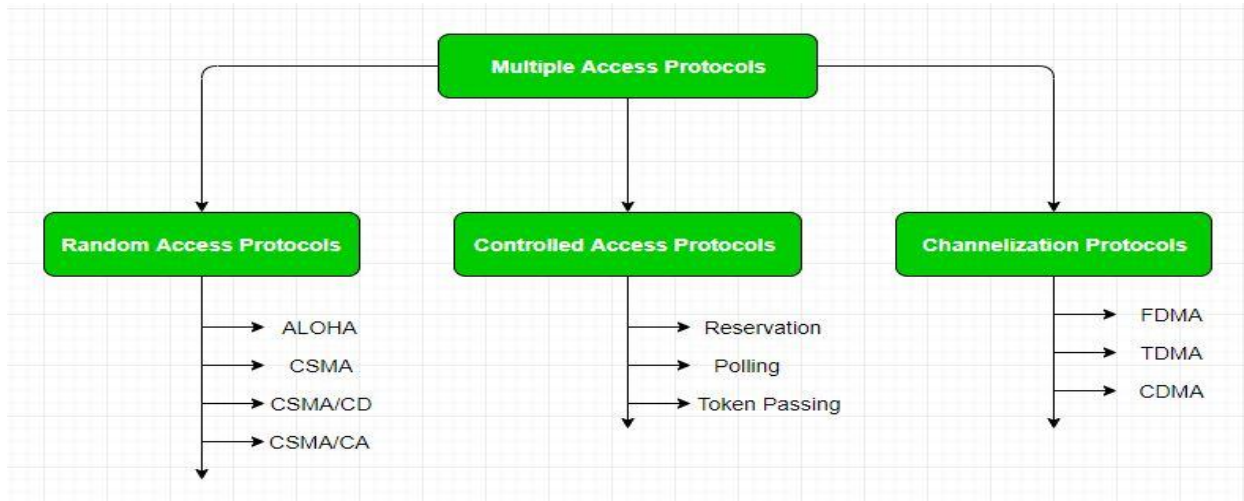 Multiple Access Protocols
Random Access Protocols
ALOHA
CSMA
CSMA/CD
CSMA/CA
Controlled Access Protocols
Reservation
Polling
Token Passing
Channelization Protocols
FDMA
TDMA
CDMA